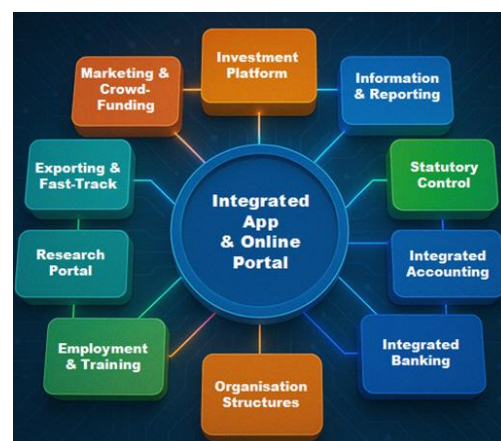 Investment
Platform
Marketing &
Crowd-
Funding
Information
& Reporting
Exporting &
Fast-Track
Statutory
Control
Integrated
App
& Online
Portal
Research
Portal
Integrated
Accounting
Employment
& Training
Integrated
Banking
Organisation
Structures